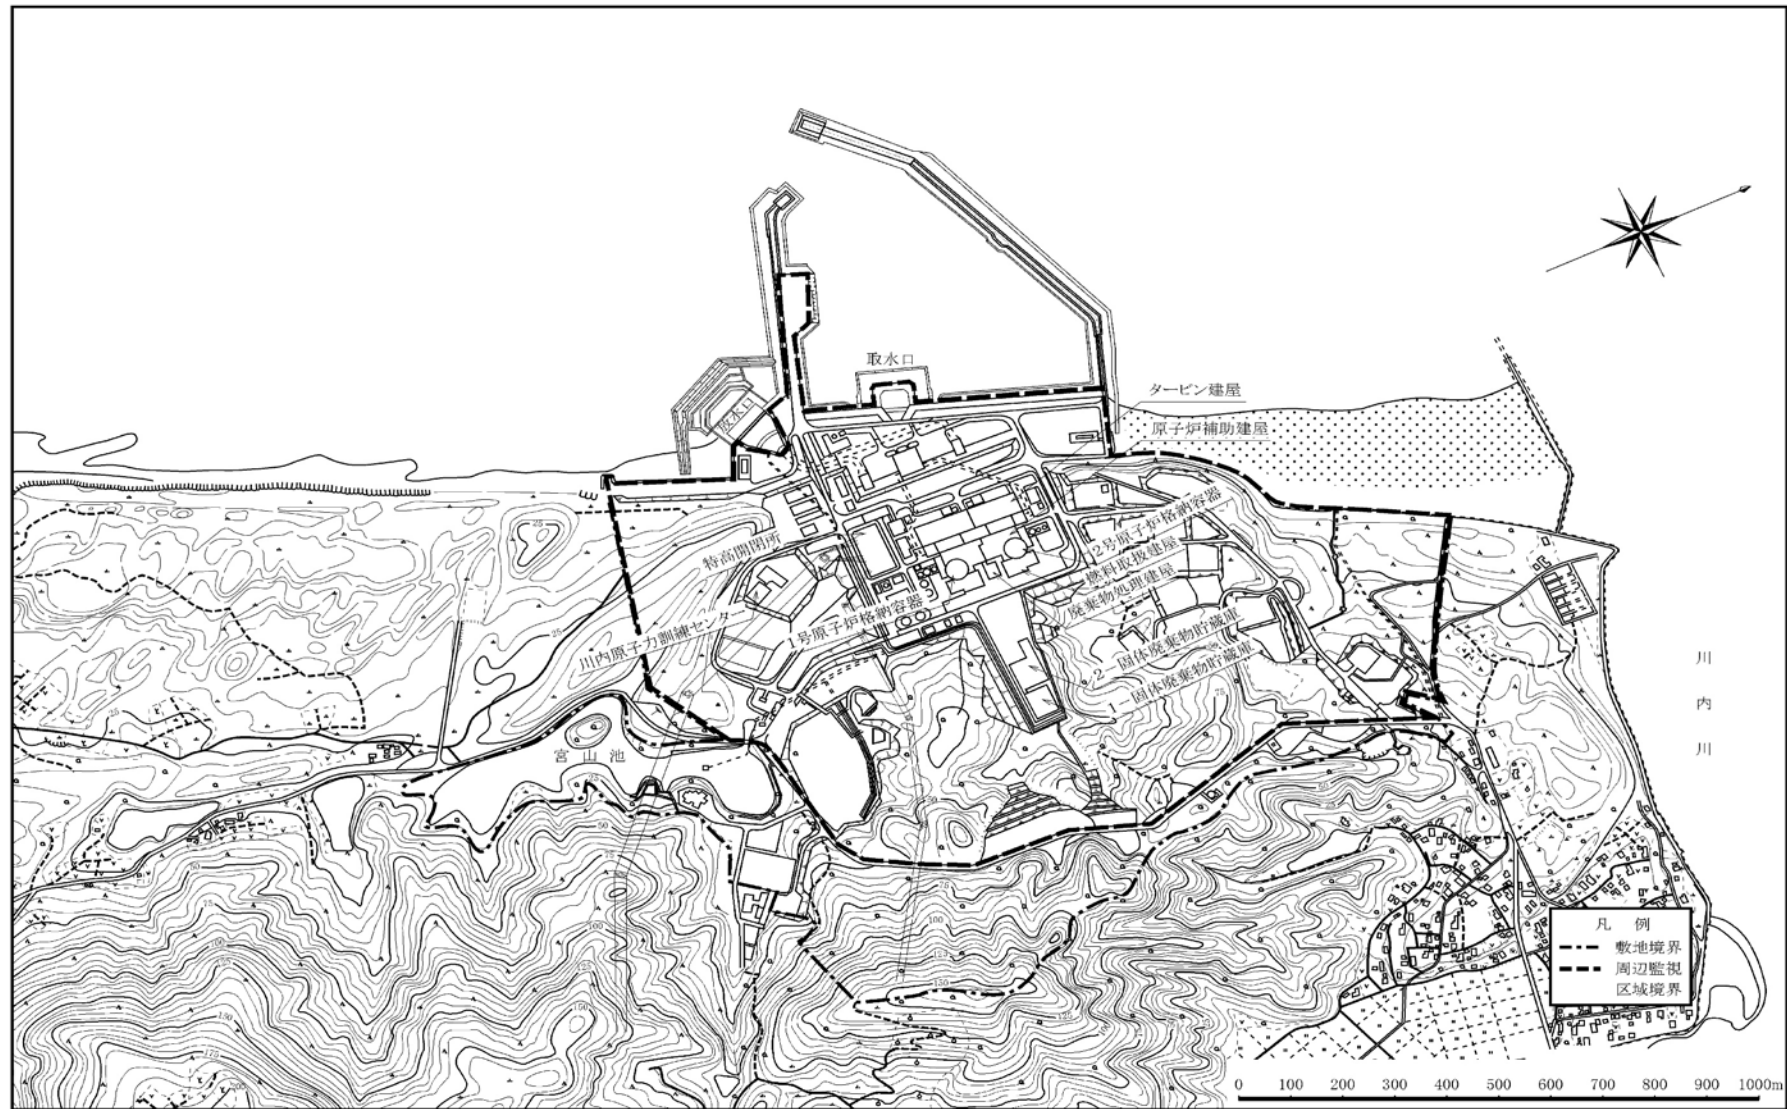 取水口
タービン建屋
放水口
原子炉補助建屋
2号原子炉格納容器
特高開閉所
燃料取扱建屋
廃棄物処理建屋
1号原子炉格納容器
川内原子力訓練センター
2-固体廃棄物貯蔵庫
1-固体廃棄物貯蔵庫
川内川
宮山池
凡例
敷地境界
周辺監視
区域境界
0 100 200 300 400 500 600 700 800 900 1000m